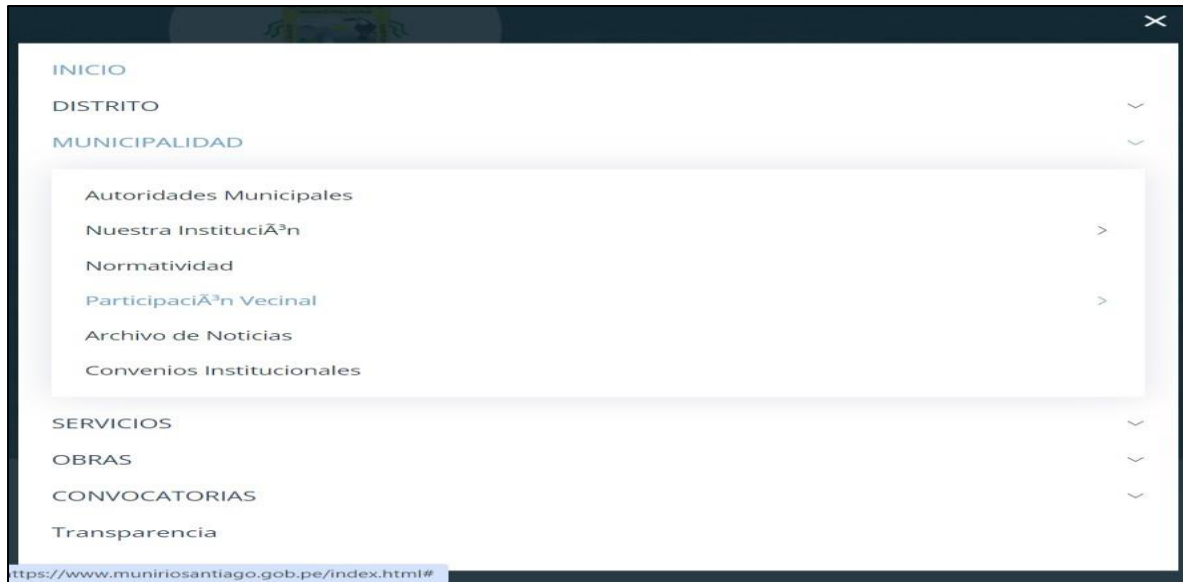 INICIO
DISTRITO
MUNICIPALIDAD
Autoridades Municipales
Nuestra InstituciÃ³n
Normatividad
ParticipaciÃ³n Vecinal
Archivo de Noticias
Convenios Institucionales
SERVICIOS
OBRAS
CONVOCATORIAS
Transparencia
ttps://www.muniriosantiago.gob.pe/index.html#